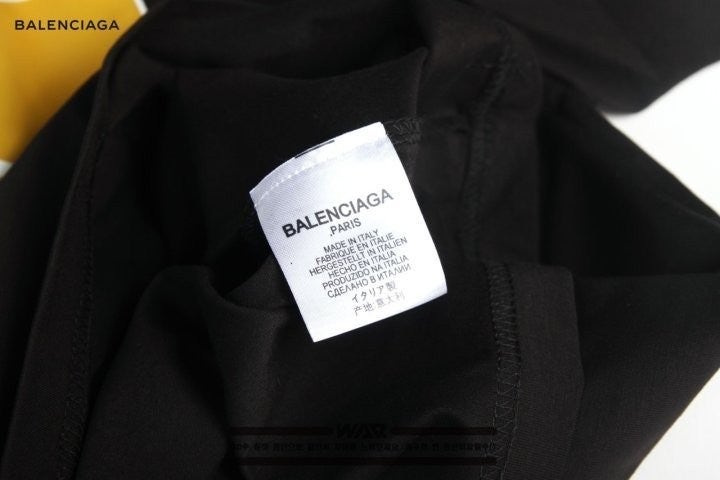 BALENCIAGA
BALENCIAGA
.PARIS
MADE IN ITALY
FABRIQUE EN ITALIE
HERGESTELLT IN ITALIEN
HECHO EN ITALIA
PRODUZIDO NA ITALIA
СДЕЛАНО В ИТАЛИИ
イタリア製
产地 意大利
WAR